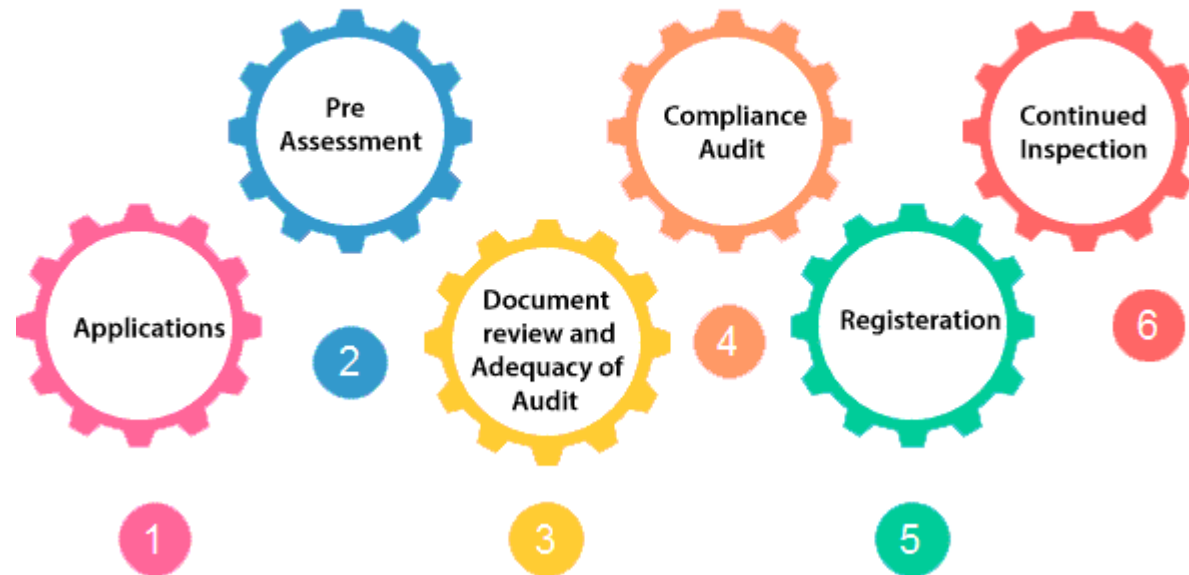 Applications
1
Pre
Assessment
2
Document
review and
Adequacy of
Audit
3
Compliance
Audit
4
Registeration
5
Continued
Inspection
6